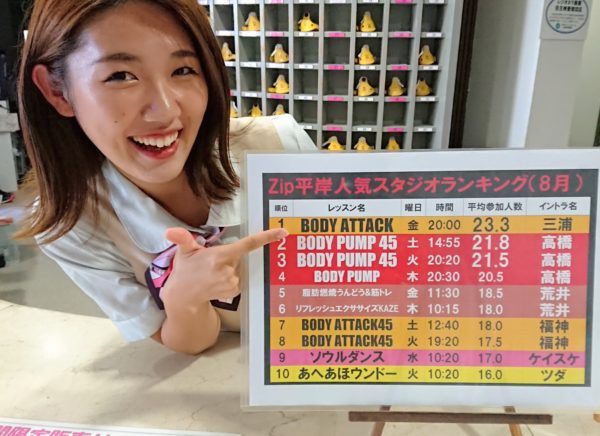 Zip平岸人気スタジオランキング(8月)
順位 レッスン名 曜日 時間 平均参加人数 イントラ名
1 BODY ATTACK 金 20:00 23.3 三浦
2 BODY PUMP 45 土 14:55 21.8 高橋
3 BODY PUMP 45 火 20:20 21.5 高橋
4 BODY PUMP 木 20:30 20.5 高橋
5 脂肪燃焼うんどう&筋トレ 金 11:30 18.5 荒井
6 リフレッシュエクササイズKAZE 木 10:15 18.0 荒井
7 BODY ATTACK45 土 12:40 18.0 福神
8 BODY ATTACK45 火 19:20 17.5 福神
9 ソウルダンス 水 10:20 17.0 ケイスケ
10 あへあほウンドー 火 10:20 16.0 ツダ